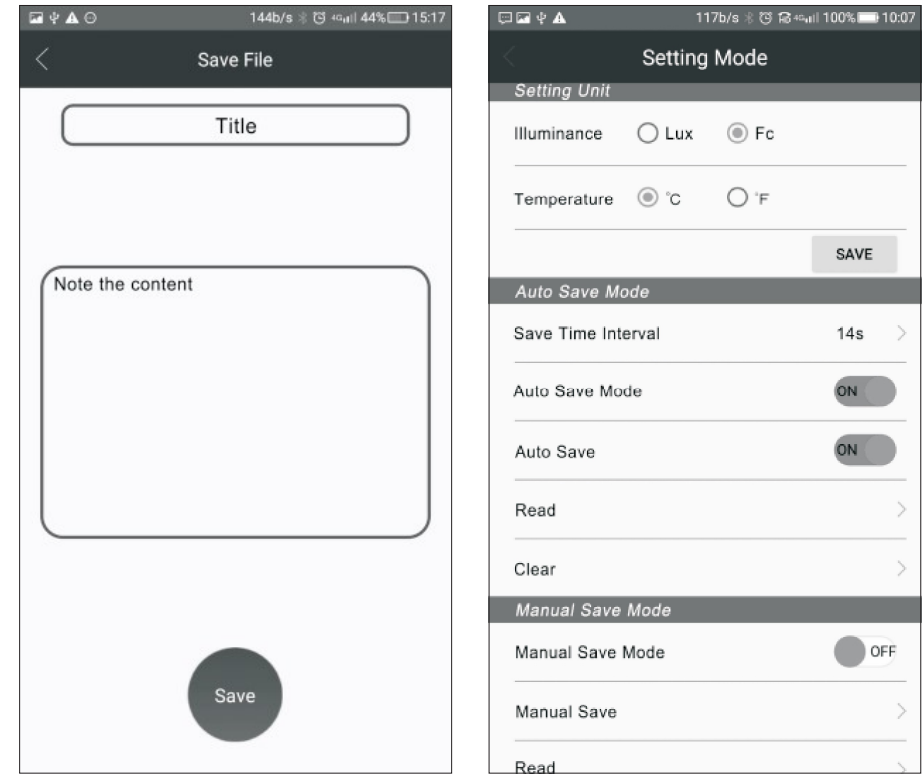 144b/s 4G 44% 15:17
Save File
Title
Note the content
Save
117b/s 4G 100% 10:07
Setting Mode
Setting Unit
Illuminance Lux Fc
Temperature °C °F
SAVE
Auto Save Mode
Save Time Interval 14s
Auto Save Mode ON
Auto Save ON
Read
Clear
Manual Save Mode
Manual Save Mode OFF
Manual Save
Read